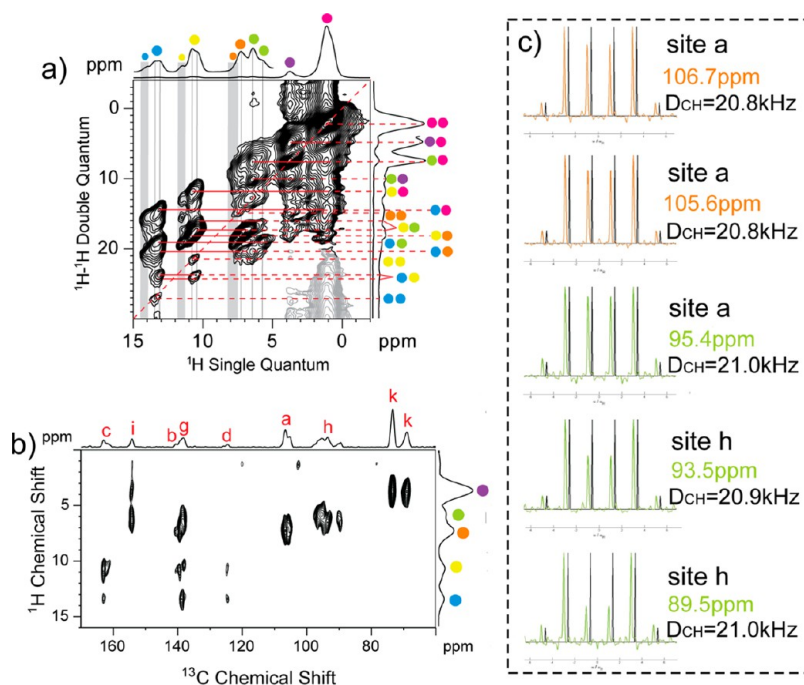 a)
ppm
0
10
20
¹H-¹H Double Quantum
15
10
5
0
ppm
¹H Single Quantum
b)
ppm
c
i
b
g
d
a
h
k
k
5
10
15
¹H Chemical Shift
160
140
120
100
80
ppm
¹³C Chemical Shift
c)
site a
106.7ppm
DCH=20.8kHz
site a
105.6ppm
DCH=20.8kHz
site a
95.4ppm
DCH=21.0kHz
site h
93.5ppm
DCH=20.9kHz
site h
89.5ppm
DCH=21.0kHz